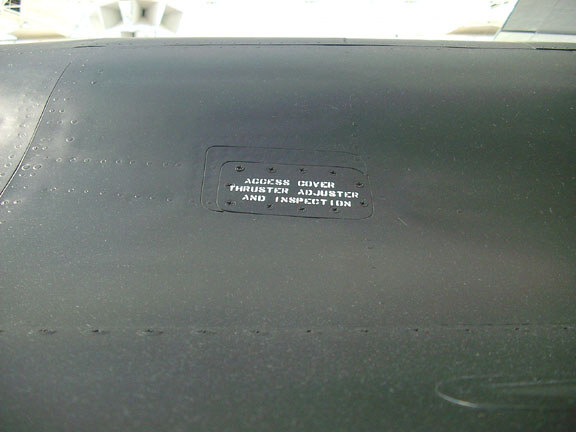 ACCESS COVER
THRUSTER ADJUSTER
AND INSPECTION